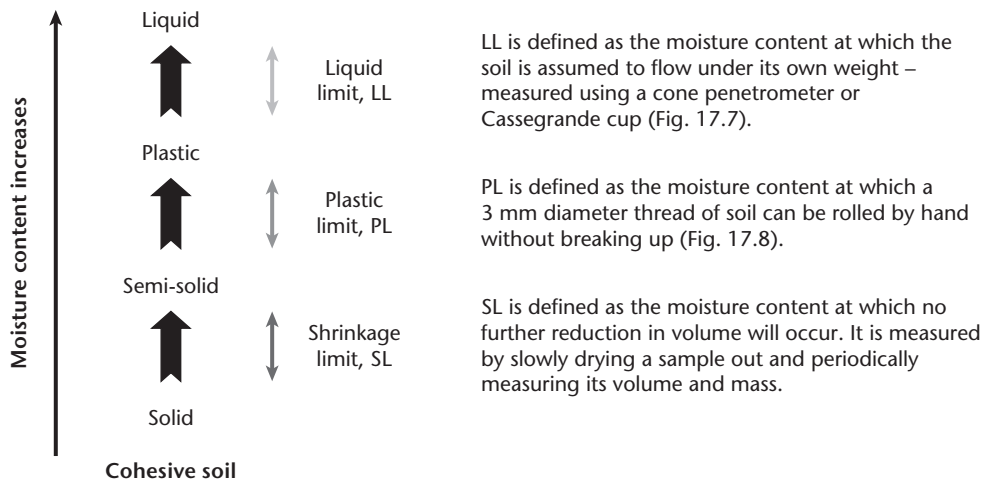 Liquid
Liquid
limit, LL
LL is defined as the moisture content at which the
soil is assumed to flow under its own weight –
measured using a cone penetrometer or
Cassegrande cup (Fig. 17.7).
Plastic
Plastic
limit, PL
PL is defined as the moisture content at which a
3 mm diameter thread of soil can be rolled by hand
without breaking up (Fig. 17.8).
Semi-solid
Shrinkage
limit, SL
SL is defined as the moisture content at which no
further reduction in volume will occur. It is measured
by slowly drying a sample out and periodically
measuring its volume and mass.
Solid
Cohesive soil
Moisture content increases